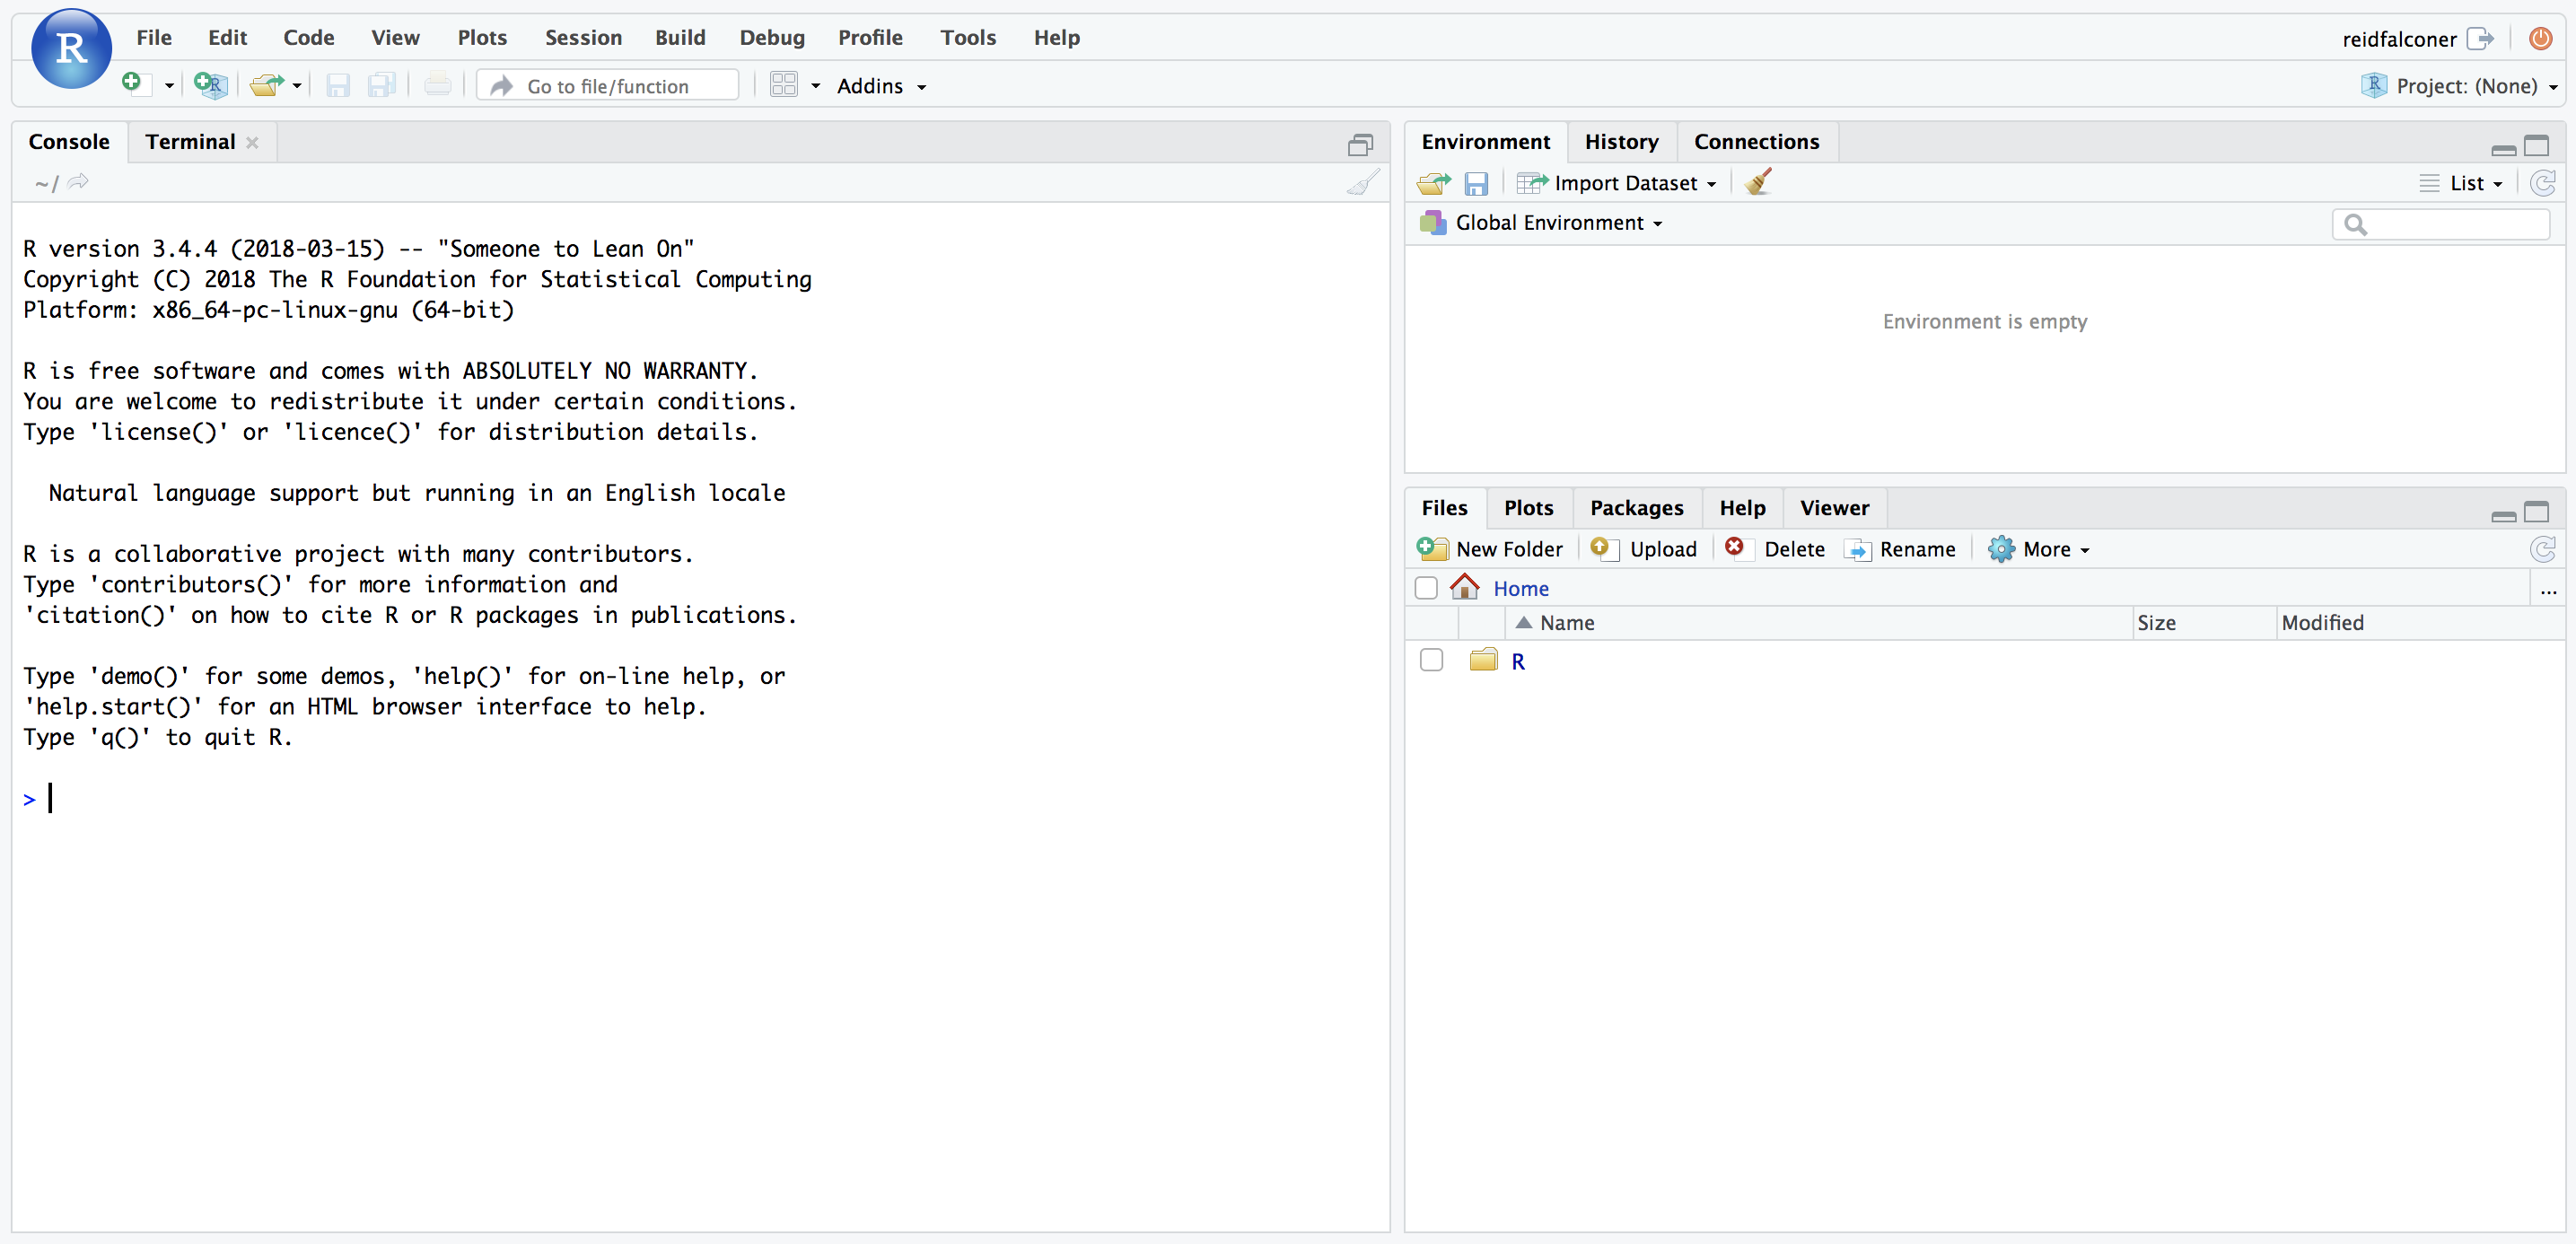 R
File Edit Code View Plots Session Build Debug Profile Tools Help
reidfalconer
Go to file/function
Addins
Project: (None)
Console Terminal
~/
R version 3.4.4 (2018-03-15) -- "Someone to Lean On"
Copyright (C) 2018 The R Foundation for Statistical Computing
Platform: x86_64-pc-linux-gnu (64-bit)
R is free software and comes with ABSOLUTELY NO WARRANTY.
You are welcome to redistribute it under certain conditions.
Type 'license()' or 'licence()' for distribution details.
Natural language support but running in an English locale
R is a collaborative project with many contributors.
Type 'contributors()' for more information and
'citation()' on how to cite R or R packages in publications.
Type 'demo()' for some demos, 'help()' for on-line help, or
'help.start()' for an HTML browser interface to help.
Type 'q()' to quit R.
>
Environment History Connections
Import Dataset
List
Global Environment
Environment is empty
Files Plots Packages Help Viewer
New Folder Upload Delete Rename More
Home
...
Name Size Modified
R